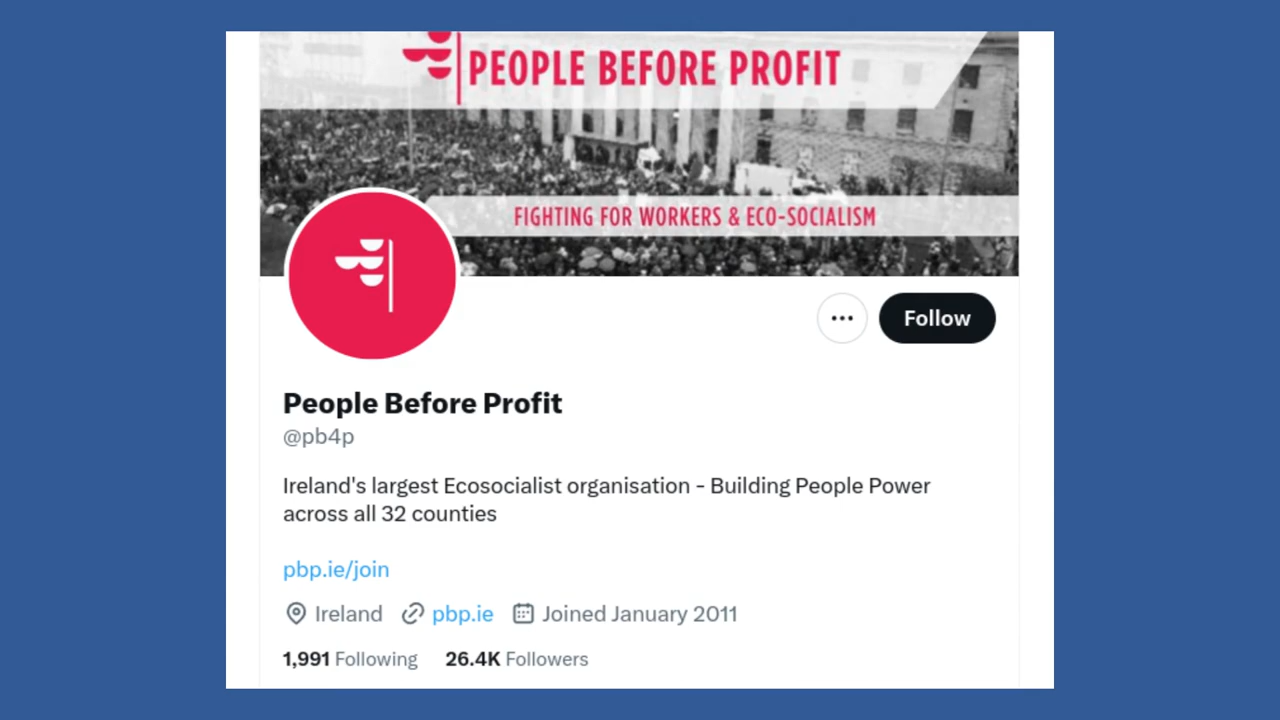 PEOPLE BEFORE PROFIT
FIGHTING FOR WORKERS & ECO-SOCIALISM
Follow
People Before Profit
@pb4p
Ireland's largest Ecosocialist organisation - Building People Power
across all 32 counties
pbp.ie/join
Ireland pbp.ie Joined January 2011
1,991 Following 26.4K Followers